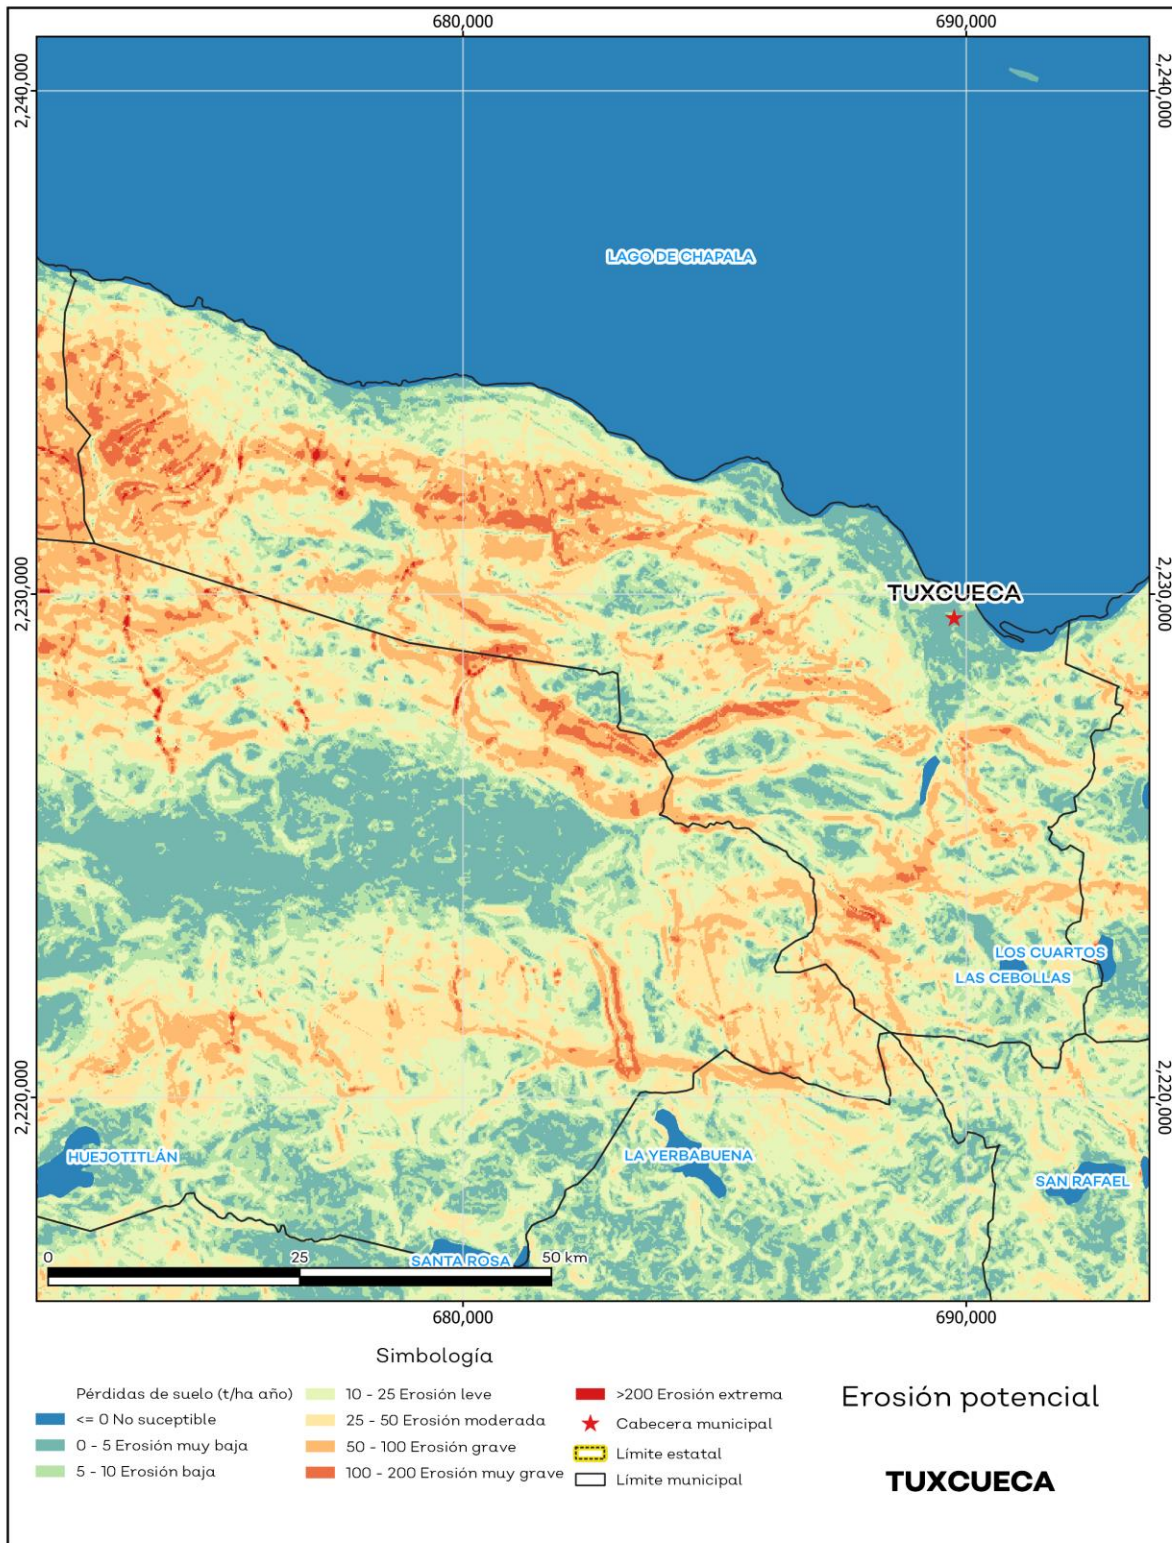 680,000
690,000
2,240,000
2,240,000
LAGO DE CHAPALA
2,230,000
TUXCUECA
2,230,000
LOS CUARTOS
LAS CEBOLLAS
2,220,000
2,220,000
HUEJOTITLÁN
LA YERBABUENA
SAN RAFAEL
SANTA ROSA
0
25
50 km
680,000
690,000
Simbología
Pérdidas de suelo (t/ha año)
<= 0 No suceptible
0 - 5 Erosión muy baja
5 - 10 Erosión baja
10 - 25 Erosión leve
25 - 50 Erosión moderada
50 - 100 Erosión grave
100 - 200 Erosión muy grave
>200 Erosión extrema
Cabecera municipal
Límite estatal
Límite municipal
Erosión potencial
TUXCUECA